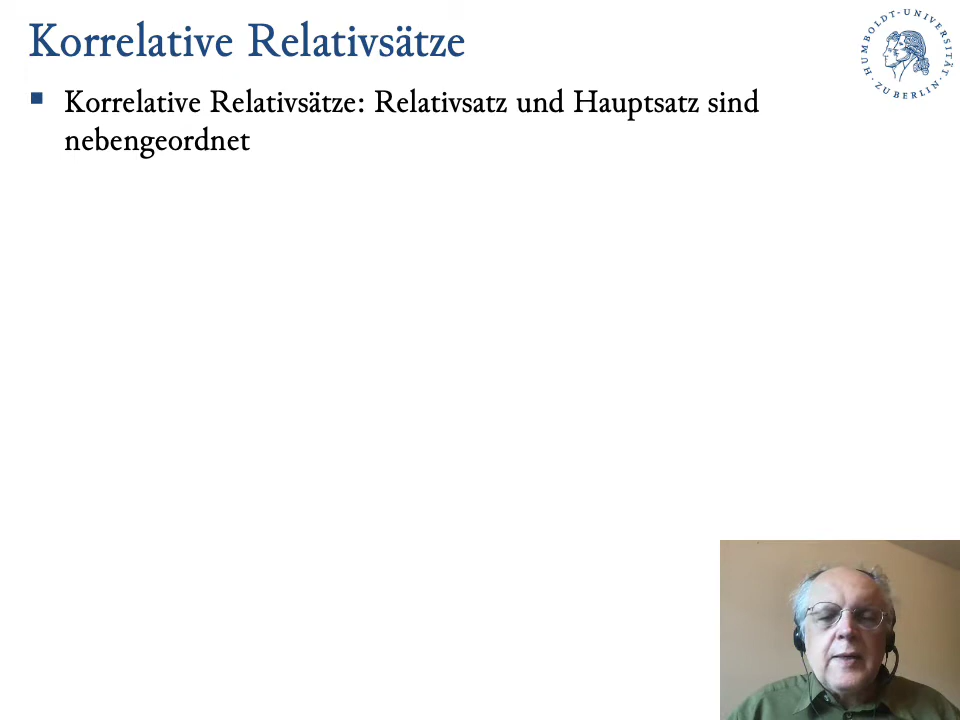 Korrelative Relativsätze
Korrelative Relativsätze: Relativsatz und Hauptsatz sind
nebengeordnet
HUMBOLDT-UNIVERSITÄT
ZU BERLIN